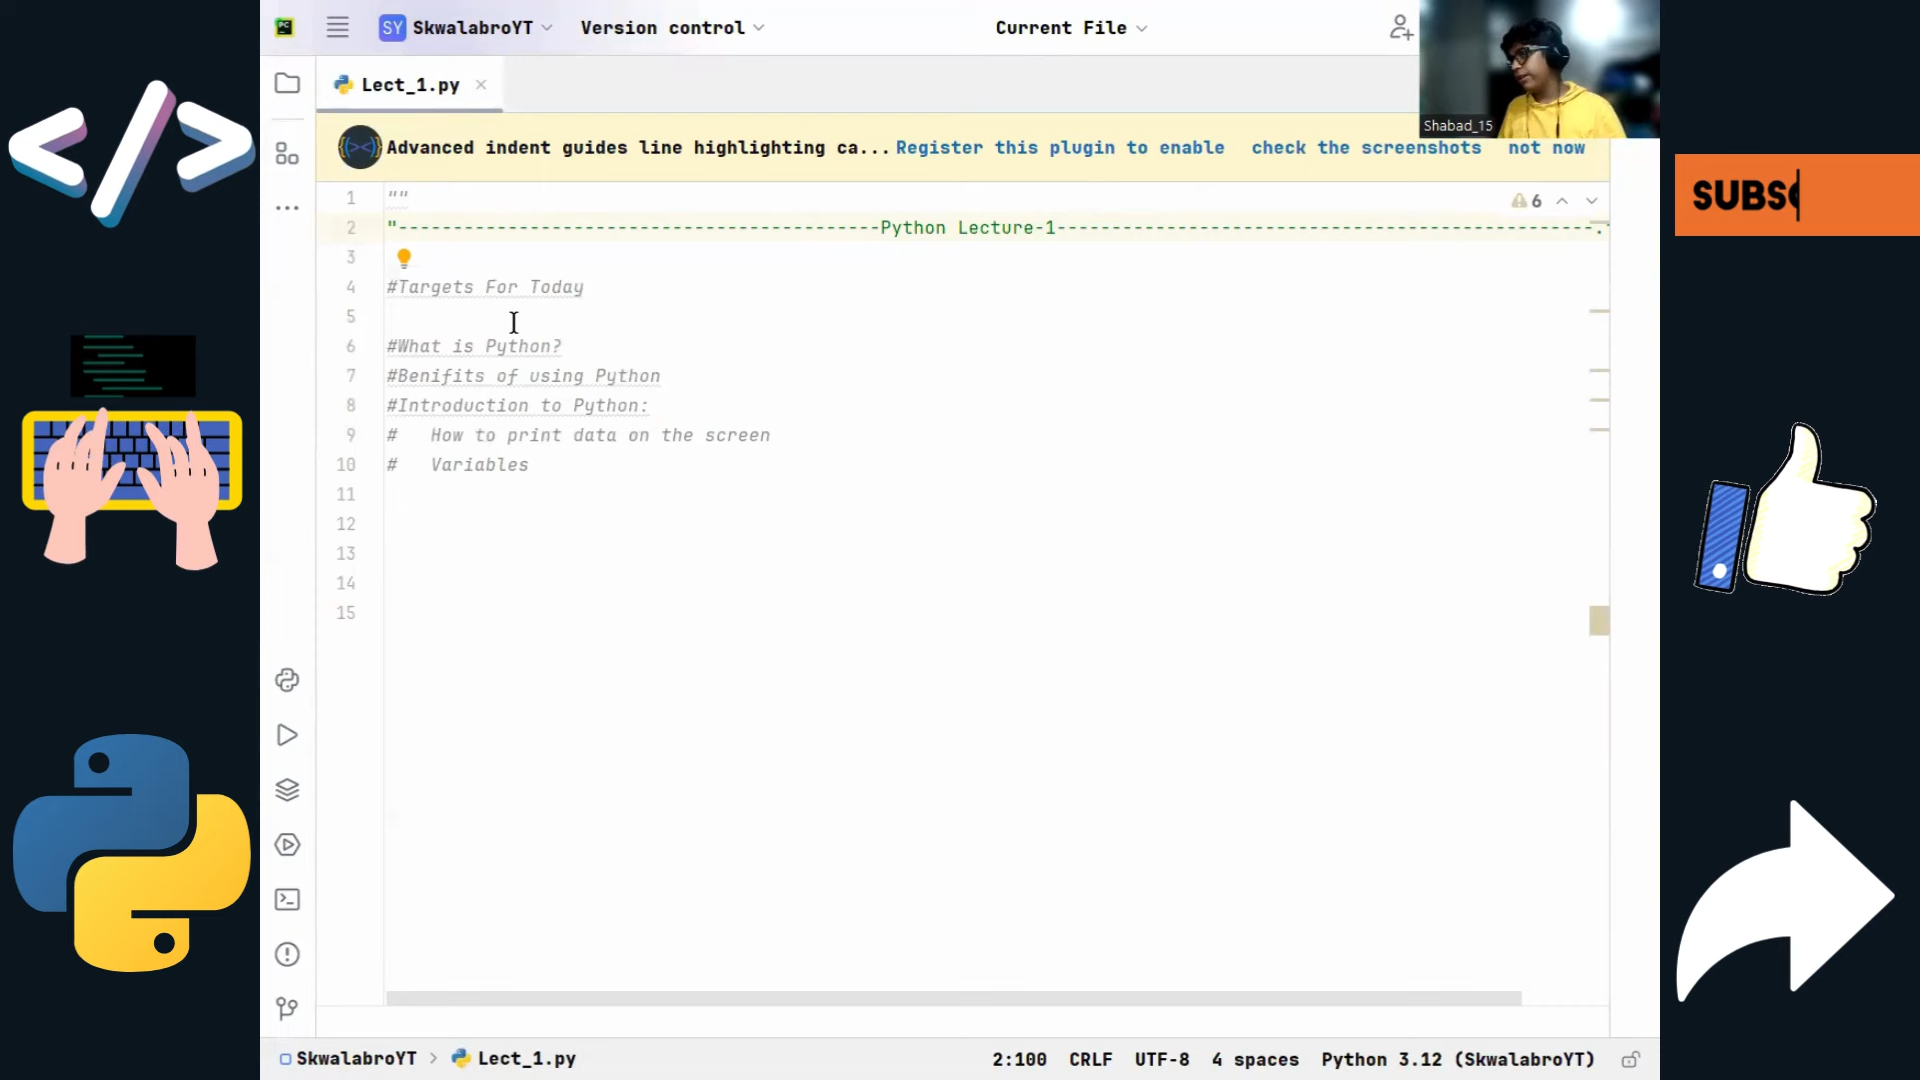 SY SkwalabroYT Version control Current File
Lect_1.py
Shabad_15
Advanced indent guides line highlighting ca... Register this plugin to enable check the screenshots not now
SUBSC
1 ""
6
2 "--------------------------------------------Python Lecture-1-------------------------------------------------.
3
4 #Targets For Today
5
6 #What is Python?
7 #Benifits of using Python
8 #Introduction to Python:
9 # How to print data on the screen
10 # Variables
11
12
13
14
15
SkwalabroYT > Lect_1.py 2:100 CRLF UTF-8 4 spaces Python 3.12 (SkwalabroYT)